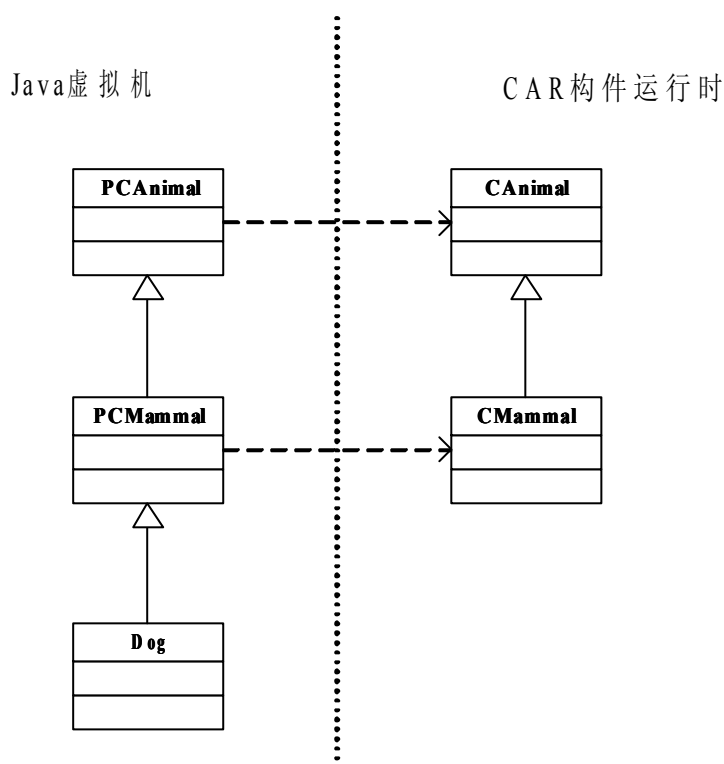 Java虚拟机
CAR构件运行时
PCAnimal
CAnimal
PCMammal
CMammal
Dog